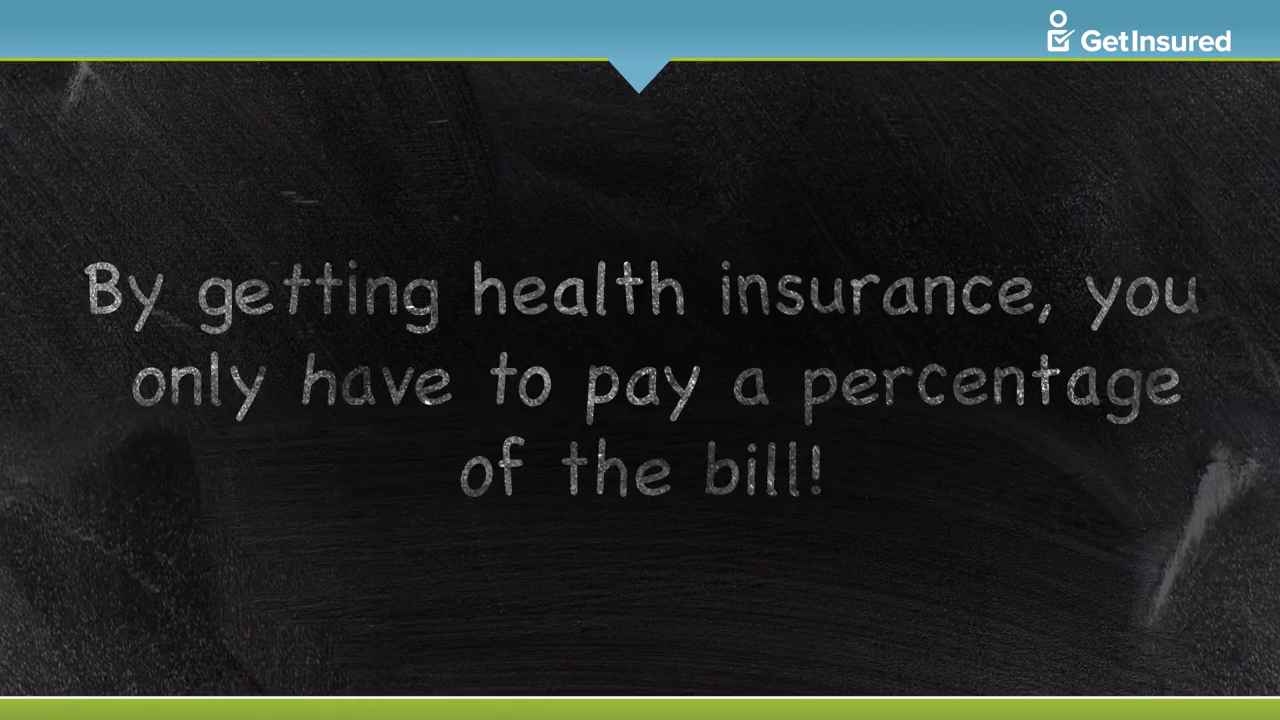 GetInsured
By getting health insurance, you
only have to pay a percentage
of the bill!